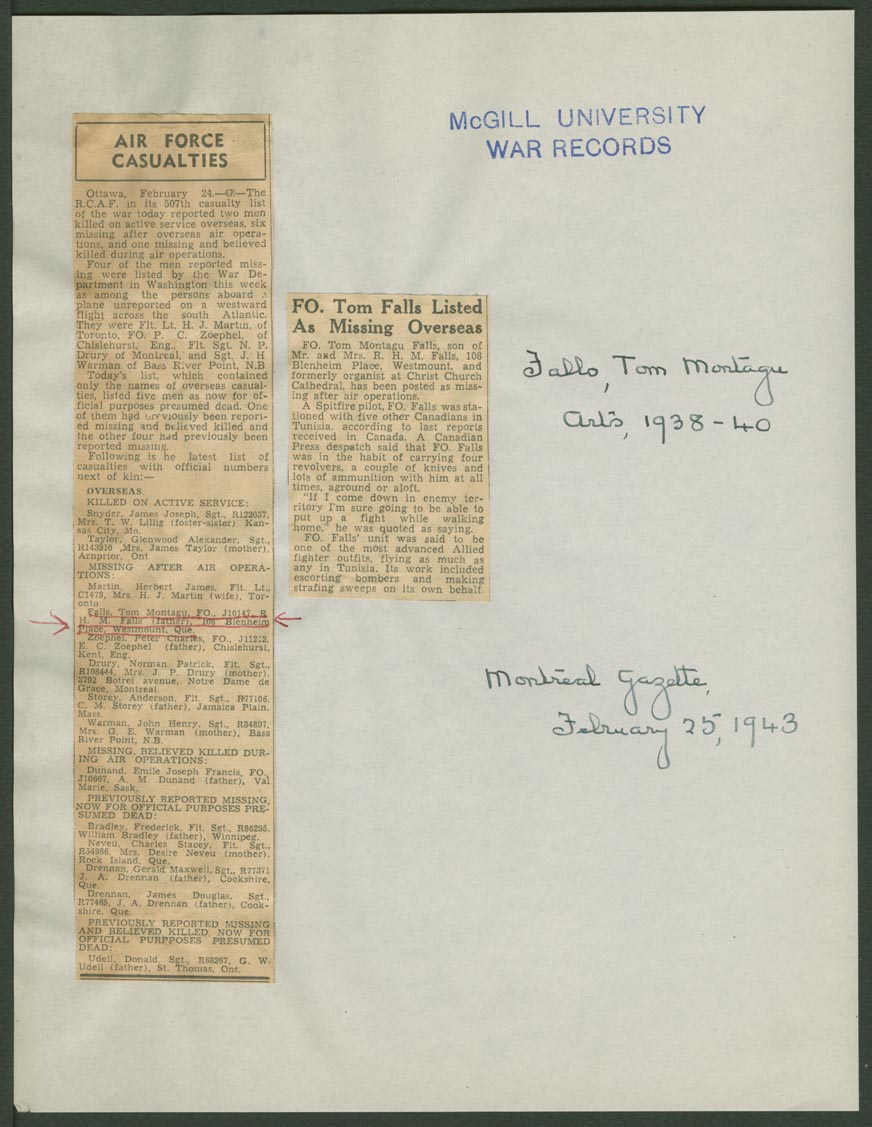 McGILL UNIVERSITY
WAR RECORDS
AIR FORCE
CASUALTIES
Ottawa, February 24.—(CP)—The
R.C.A.F. in its 507th casualty list
of the war today reported two men
killed on active service overseas, six
missing after overseas air opera-
tions, and one missing and believed
killed during air operations.
Four of the men reported miss-
ing were listed by the War De-
partment in Washington this week
as among the persons aboard a
plane unreported on a westward
flight across the south Atlantic.
They were Flt. Lt. H. J. Martin, of
Toronto, FO. P. C. Zoephel, of
Chislehurst, Eng., Flt. Sgt. N. P.
Drury of Montreal, and Sgt. J. H
Warman of Bass River Point, N.B
Today's list, which contained
only the names of overseas casual-
ties, listed five men as now for of-
ficial purposes presumed dead. One
of them had previously been report-
ed missing and believed killed and
the other four had previously been
reported missing.
Following is he latest list of
casualties with official numbers
next of kin:—
OVERSEAS.
KILLED ON ACTIVE SERVICE:
Snyder, James Joseph, Sgt., R122037,
Mrs. T. W. Lillig (foster-sister) Kan-
sas City, Mo.
Taylor, Glenwood Alexander, Sgt.,
R143910 ,Mrs. James Taylor (mother),
Arnprior, Ont
MISSING AFTER AIR OPERA-
TIONS:
Martin, Herbert James, Flt. Lt.,
C1479, Mrs. H. J. Martin (wife), Tor-
onto
Falls, Tom Montagu, FO., J10147, R
H. M. Falls (father), 108 Blenheim
Place, Westmount, Que.
Zoephel, Peter Charles, FO., J11212,
E. C. Zoephel (father), Chislehurst,
Kent, Eng.
Drury, Norman Patrick, Flt. Sgt.,
R108444, Mrs. J. P. Drury (mother),
3792 Botrel avenue, Notre Dame de
Grace, Montreal.
Storey, Anderson, Flt. Sgt., R77106,
C. M. Storey (father), Jamaica Plain,
Mass.
Warman, John Henry, Sgt., R84897,
Mrs. G. E. Warman (mother), Bass
River Point, N.B.
MISSING, BELIEVED KILLED DUR-
ING AIR OPERATIONS:
Dunand, Emile Joseph Francis, FO.,
J10667, A. M. Dunand (father), Val
Marie, Sask,
PREVIOUSLY REPORTED MISSING,
NOW FOR OFFICIAL PURPOSES PRE-
SUMED DEAD:
Bradley, Frederick, Flt. Sgt., R86295,
William Bradley (father), Winnipeg.
Neveu, Charles Stacey, Flt. Sgt.,
R54986, Mrs. Desire Neveu (mother),
Rock Island, Que.
Drennan, Gerald Maxwell, Sgt., R77371
J. A. Drennan (father), Cookshire,
Que.
Drennan, James Douglas, Sgt.,
R77465, J. A. Drennan (father), Cook-
shire, Que.
PREVIOUSLY REPORTED MISSING
AND BELIEVED KILLED, NOW FOR
OFFICIAL PURPPOSES PRESUMED
DEAD:
Udell, Donald, Sgt., R68267, G. W.
Udell (father), St. Thomas, Ont.
FO. Tom Falls Listed
As Missing Overseas
FO. Tom Montagu Falls, son of
Mr. and Mrs. R. H. M. Falls, 108
Blenheim Place, Westmount, and
formerly organist at Christ Church
Cathedral, has been posted as miss-
ing after air operations.
A Spitfire pilot, FO. Falls was sta-
tioned with five other Canadians in
Tunisia, according to last reports
received in Canada. A Canadian
Press despatch said that FO. Falls
was in the habit of carrying four
revolvers, a couple of knives and
lots of ammunition with him at all
times, aground or aloft.
"If I come down in enemy ter-
ritory I'm sure going to be able to
put up a fight while walking
home," he was quoted as saying.
FO. Falls' unit was said to be
one of the most advanced Allied
fighter outfits, flying as much as
any in Tunisia. Its work included
escorting bombers and making
strafing sweeps on its own behalf.
Falls, Tom Montagu
Arts, 1938-40
Montreal Gazette,
February 25, 1943